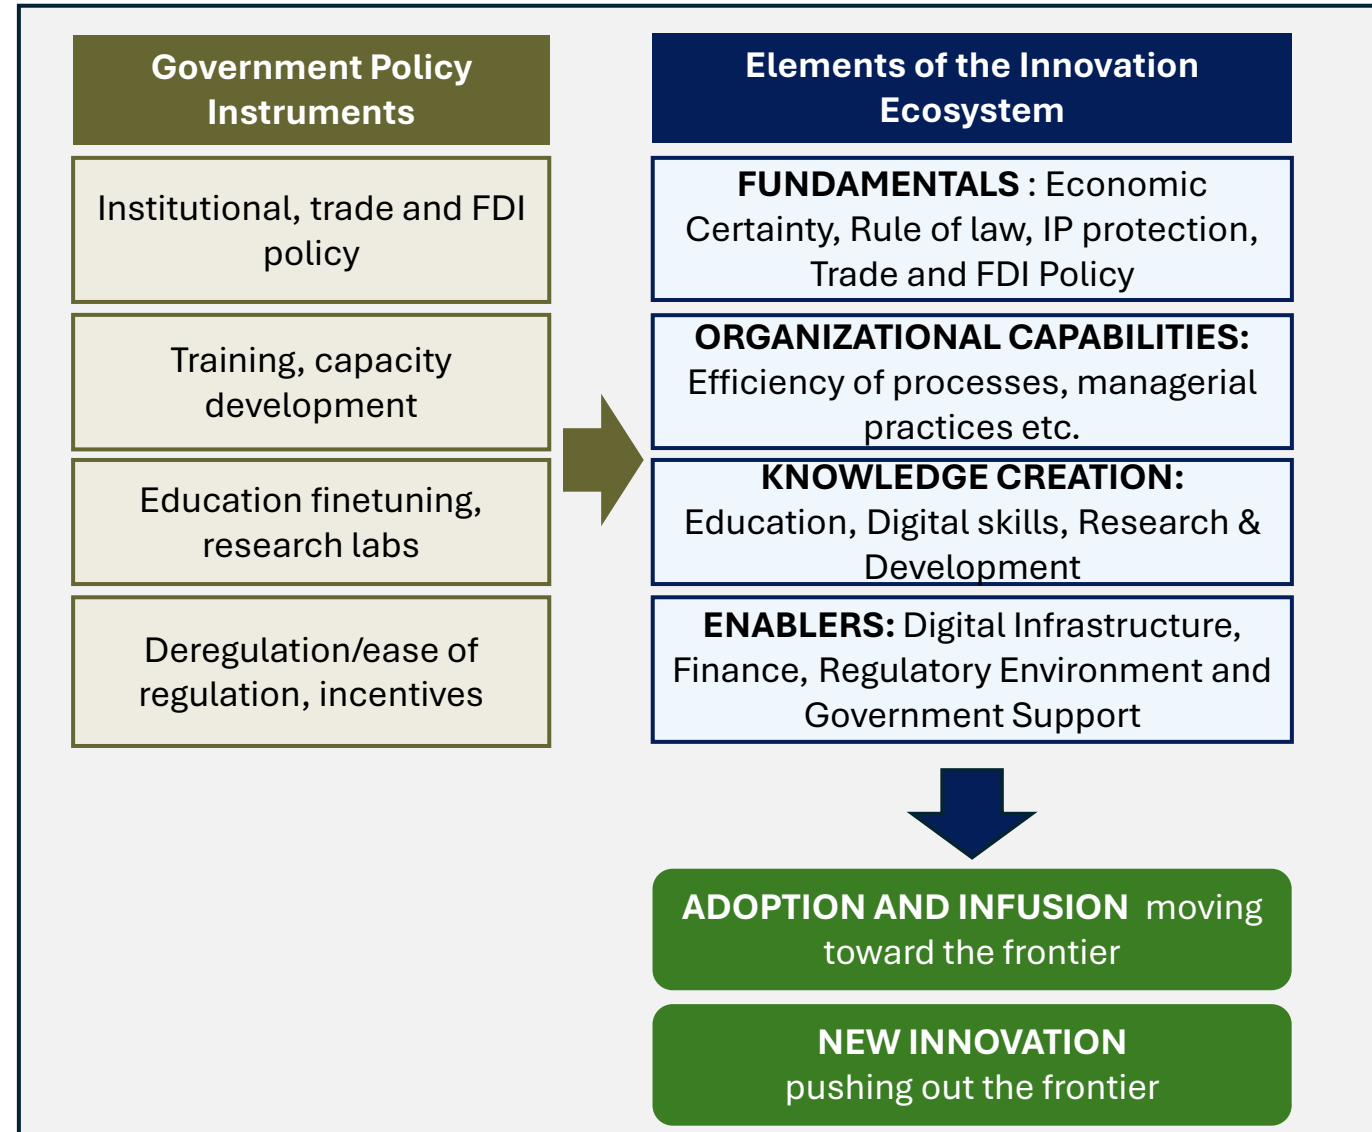 Government Policy
Instruments
Institutional, trade and FDI
policy
Training, capacity
development
Education finetuning,
research labs
Deregulation/ease of
regulation, incentives
Elements of the Innovation
Ecosystem
FUNDAMENTALS : Economic
Certainty, Rule of law, IP protection,
Trade and FDI Policy
ORGANIZATIONAL CAPABILITIES:
Efficiency of processes, managerial
practices etc.
KNOWLEDGE CREATION:
Education, Digital skills, Research &
Development
ENABLERS: Digital Infrastructure,
Finance, Regulatory Environment and
Government Support
ADOPTION AND INFUSION moving
toward the frontier
NEW INNOVATION
pushing out the frontier